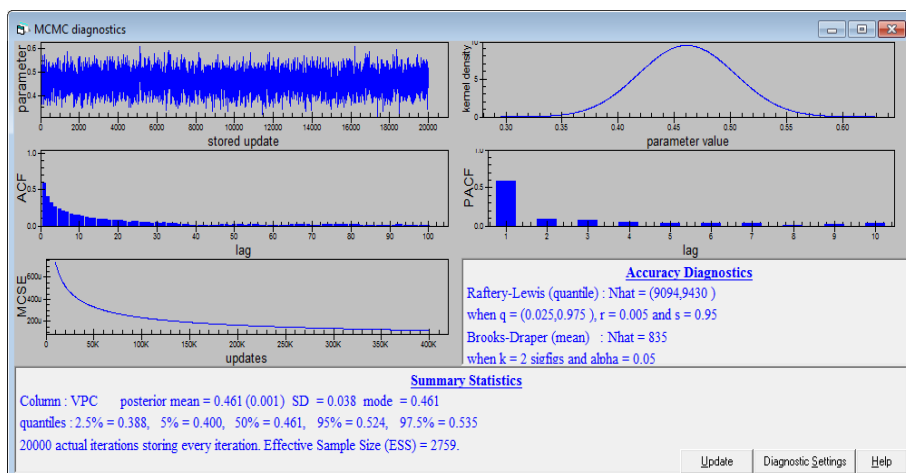 MCMC diagnostics
parameter
0.6
0.5
0.4
0 2000 4000 6000 8000 10000 12000 14000 16000 18000 20000
stored update
kernel density
10
5
0
0.30 0.35 0.40 0.45 0.50 0.55 0.60
parameter value
ACF
1.0
0.5
0.0
0 10 20 30 40 50 60 70 80 90 100
lag
PACF
1.0
0.5
0.0
1 2 3 4 5 6 7 8 9 10
lag
MCSE
600u
400u
200u
0 50K 100K 150K 200K 250K 300K 350K 400K
updates
Accuracy Diagnostics
Raftery-Lewis (quantile) : Nhat = (9094,9430 )
when q = (0.025,0.975 ), r = 0.005 and s = 0.95
Brooks-Draper (mean) : Nhat = 835
when k = 2 sigfigs and alpha = 0.05
Summary Statistics
Column : VPC posterior mean = 0.461 (0.001) SD = 0.038 mode = 0.461
quantiles : 2.5% = 0.388, 5% = 0.400, 50% = 0.461, 95% = 0.524, 97.5% = 0.535
20000 actual iterations storing every iteration. Effective Sample Size (ESS) = 2759.
Update Diagnostic Settings Help